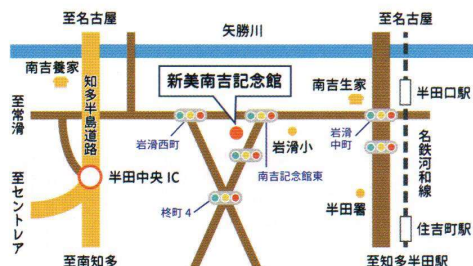 至名古屋
至名古屋
矢勝川
南吉養家
新美南吉記念館
南吉生家
半田口駅
至常滑
知多半島道路
岩滑西町
岩滑小
岩滑
中町
名鉄河和線
至セントレア
半田中央 IC
南吉記念館東
半田署
柊町 4
住吉町駅
至南知多
至知多半田駅